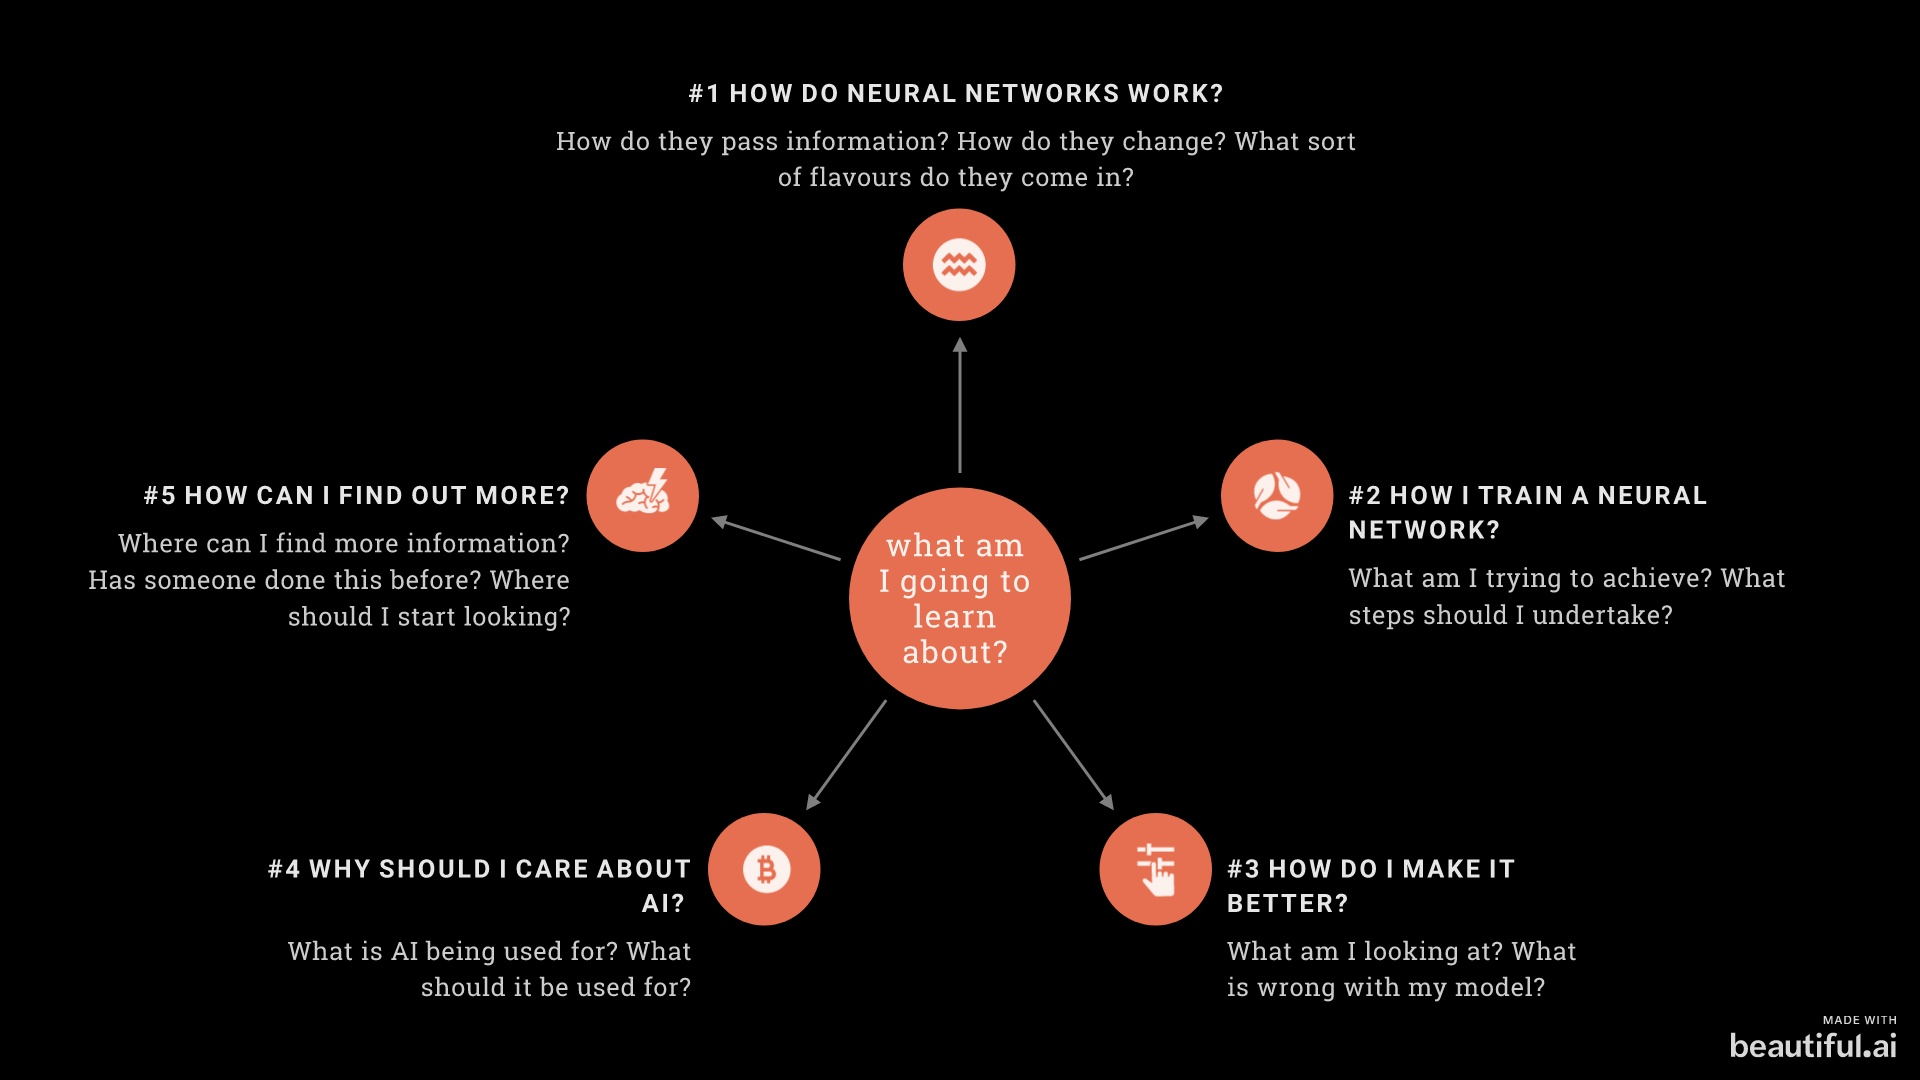 #1 HOW DO NEURAL NETWORKS WORK?
How do they pass information? How do they change? What sort
of flavours do they come in?
#5 HOW CAN I FIND OUT MORE?
Where can I find more information?
Has someone done this before? Where
should I start looking?
what am
I going to
learn
about?
#2 HOW I TRAIN A NEURAL
NETWORK?
What am I trying to achieve? What
steps should I undertake?
#4 WHY SHOULD I CARE ABOUT
AI?
What is AI being used for? What
should it be used for?
#3 HOW DO I MAKE IT
BETTER?
What am I looking at? What
is wrong with my model?
MADE WITH
beautiful.ai